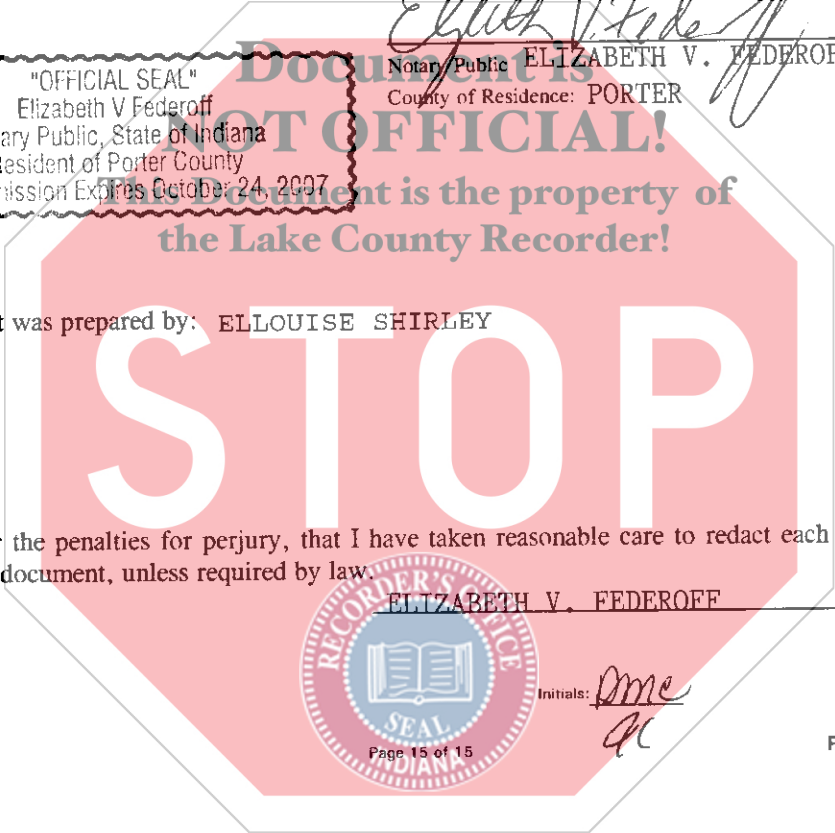 Document is
NOT OFFICIAL!
This Document is the property of
the Lake County Recorder!
"OFFICIAL SEAL"
Elizabeth V Federoff
ary Public, State of Indiana
esident of Porter County
ission Expires October 24, 2007
Notary Public ELIZABETH V. FEDEROF
County of Residence: PORTER
t was prepared by: ELLOUISE SHIRLEY
STOP
the penalties for perjury, that I have taken reasonable care to redact each
document, unless required by law.
ELIZABETH V. FEDEROFF
RECORDER'S OFFICE
SEAL
INDIANA
Initials: DMC
Page 15 of 15